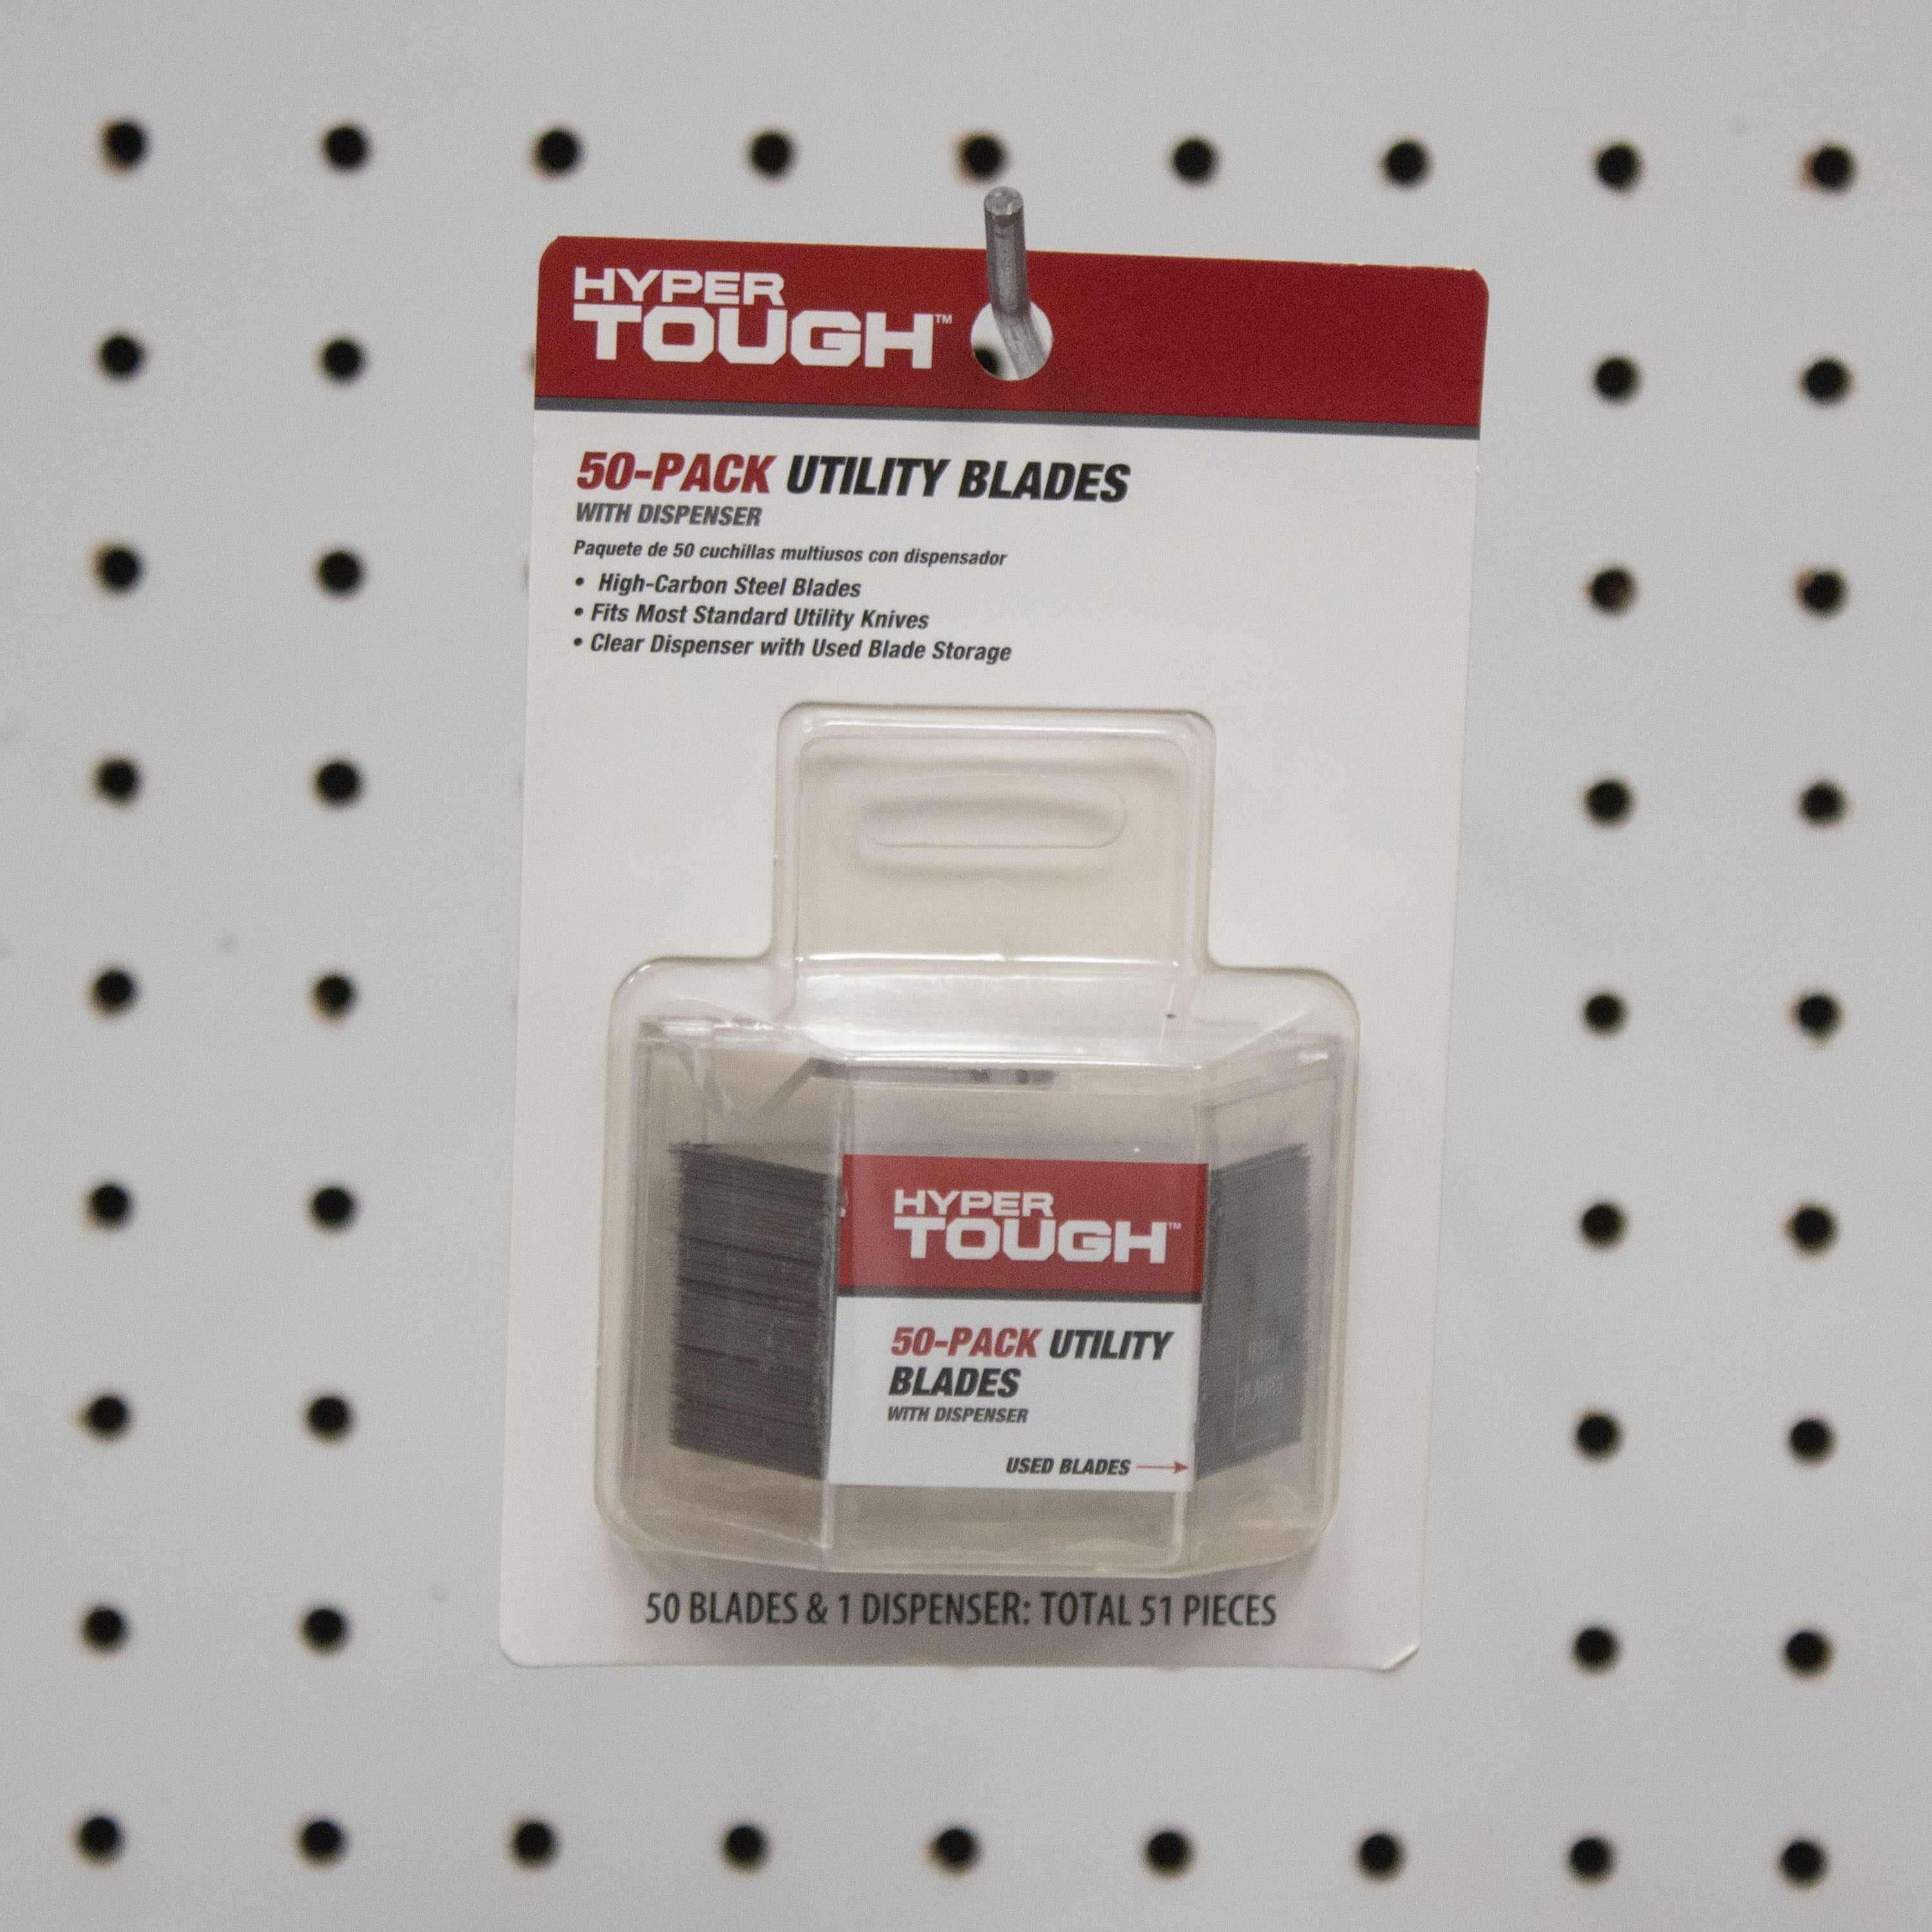 HYPER
TOUGH™
50-PACK UTILITY BLADES
WITH DISPENSER
Paquete de 50 cuchillas multiusos con dispensador
• High-Carbon Steel Blades
• Fits Most Standard Utility Knives
• Clear Dispenser with Used Blade Storage
HYPER
TOUGH™
50-PACK UTILITY
BLADES
WITH DISPENSER
USED BLADES
50 BLADES & 1 DISPENSER: TOTAL 51 PIECES